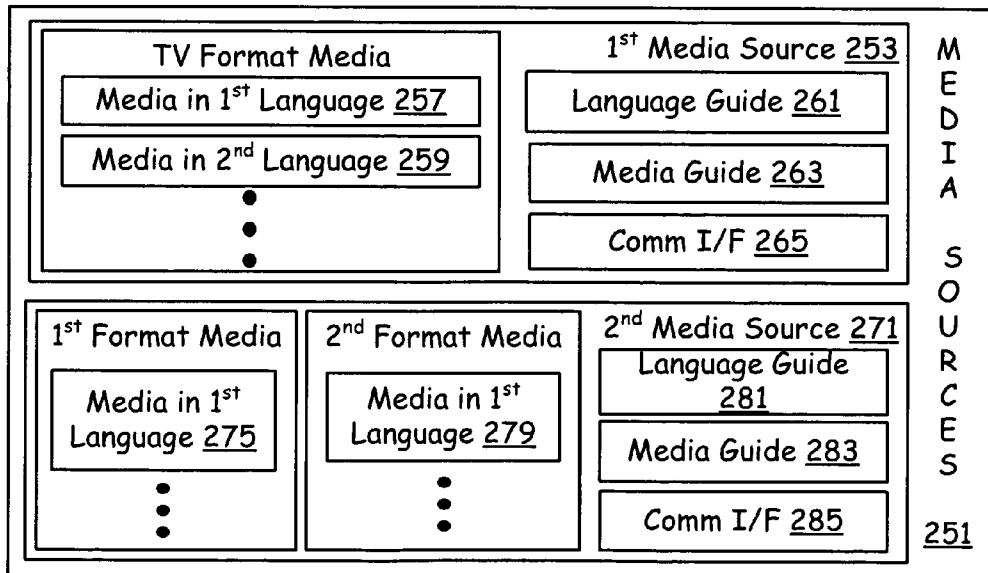 TV Format Media
Media in 1st Language 257
Media in 2nd Language 259
1st Media Source 253
Language Guide 261
Media Guide 263
Comm I/F 265
1st Format Media
Media in 1st
Language 275
2nd Format Media
Media in 1st
Language 279
2nd Media Source 271
Language Guide
281
Media Guide 283
Comm I/F 285
MEDIA SOURCES
251